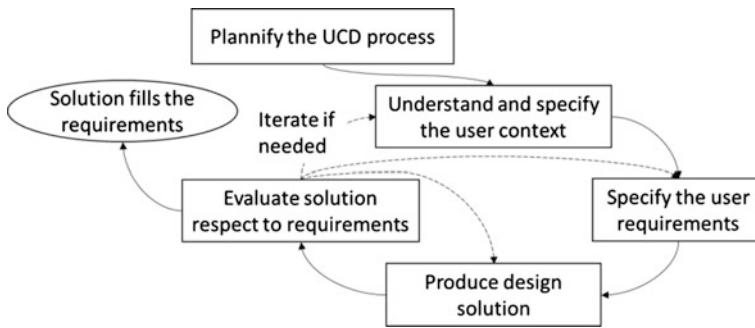 Plannify the UCD process
Solution fills the
requirements
Understand and specify
the user context
Iterate if
needed
Evaluate solution
respect to requirements
Specify the user
requirements
Produce design
solution